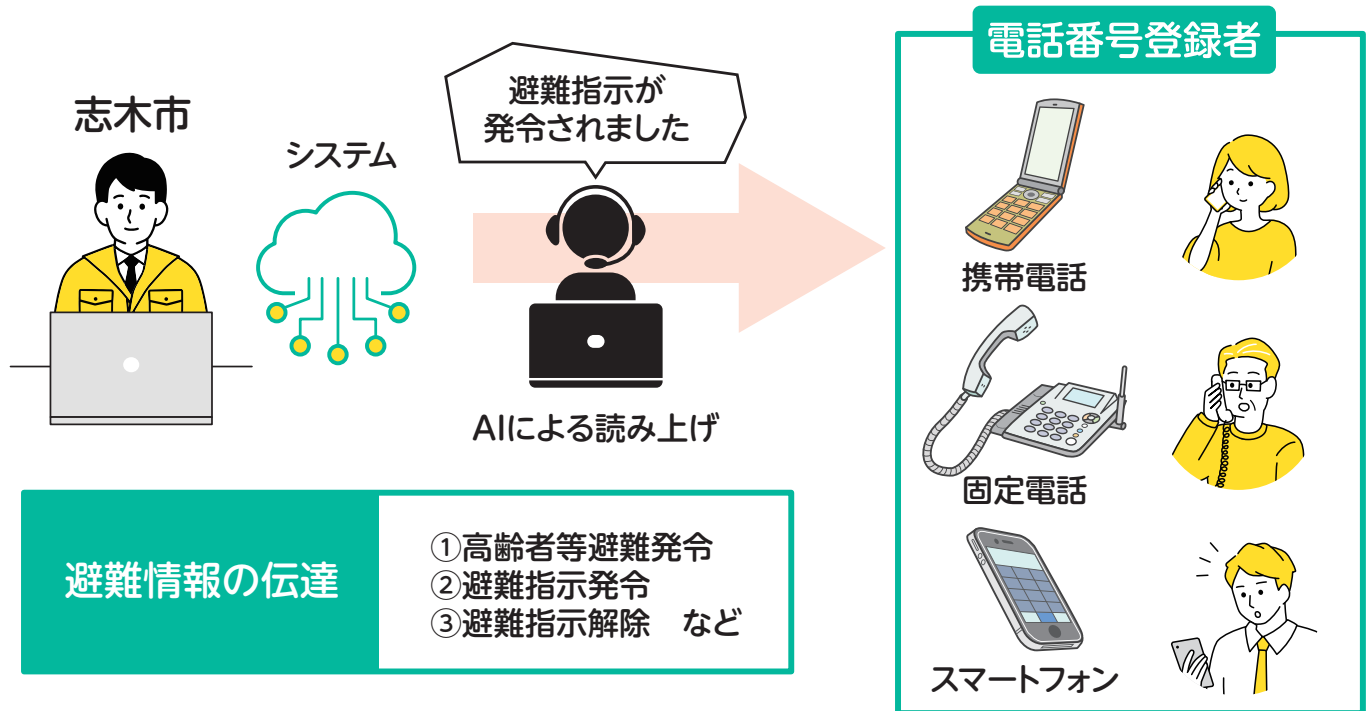 志木市
システム
避難指示が
発令されました
AIによる読み上げ
電話番号登録者
携帯電話
固定電話
スマートフォン
避難情報の伝達
①高齢者等避難発令
②避難指示発令
③避難指示解除　など